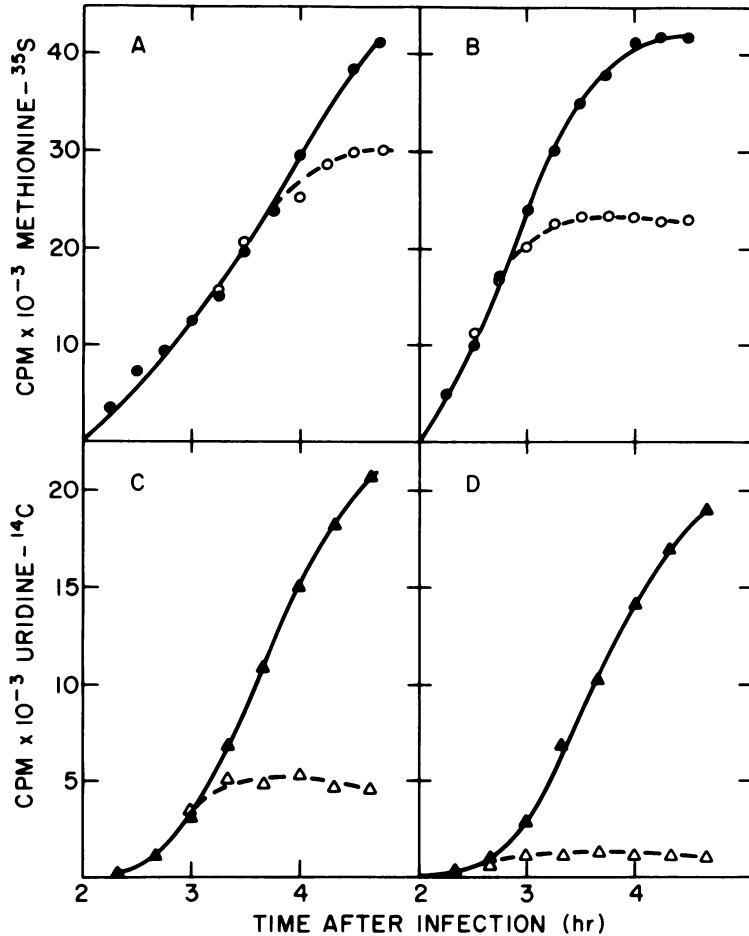 A
B
CPM x 10⁻³ METHIONINE-³⁵S
40
30
20
10
C
D
CPM x 10⁻³ URIDINE-¹⁴C
20
15
10
5
2 3 4 2 3 4
TIME AFTER INFECTION (hr)